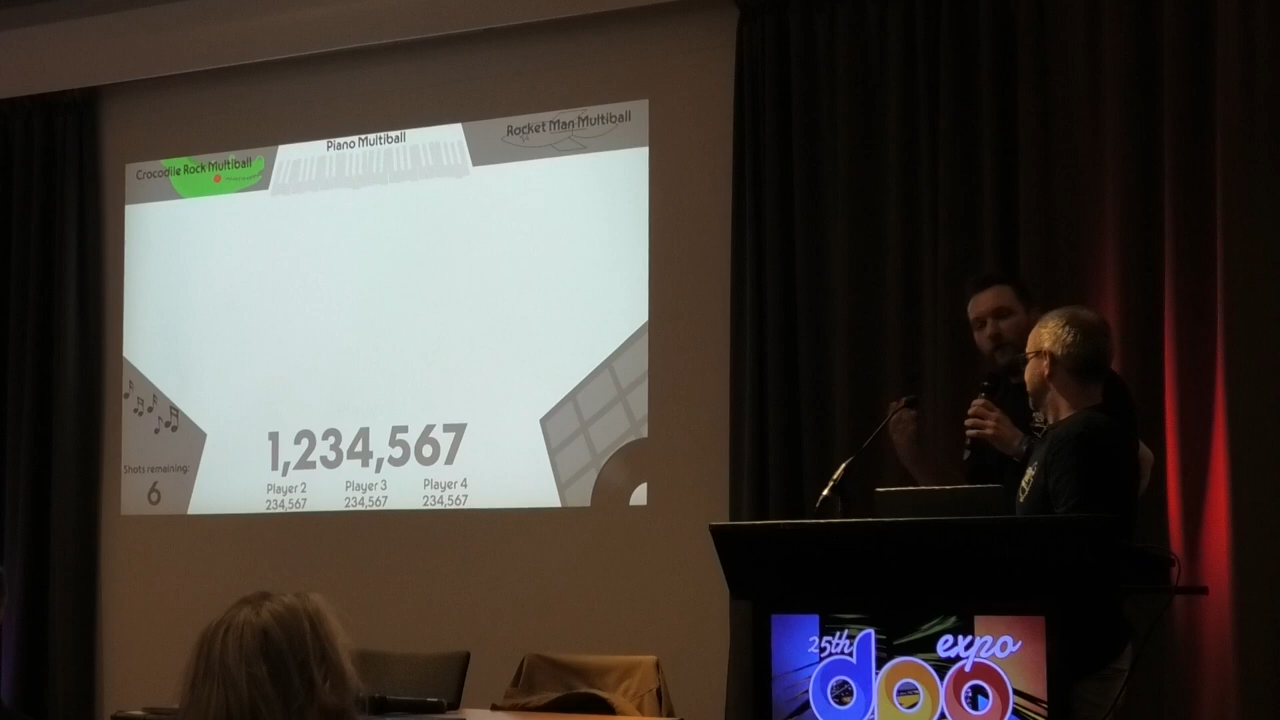 Crocodile Rock Multiball
Piano Multiball
Rocket Man Multiball
Shots remaining:
6
1,234,567
Player 2
Player 3
Player 4
234,567
234,567
234,567
25th
expo